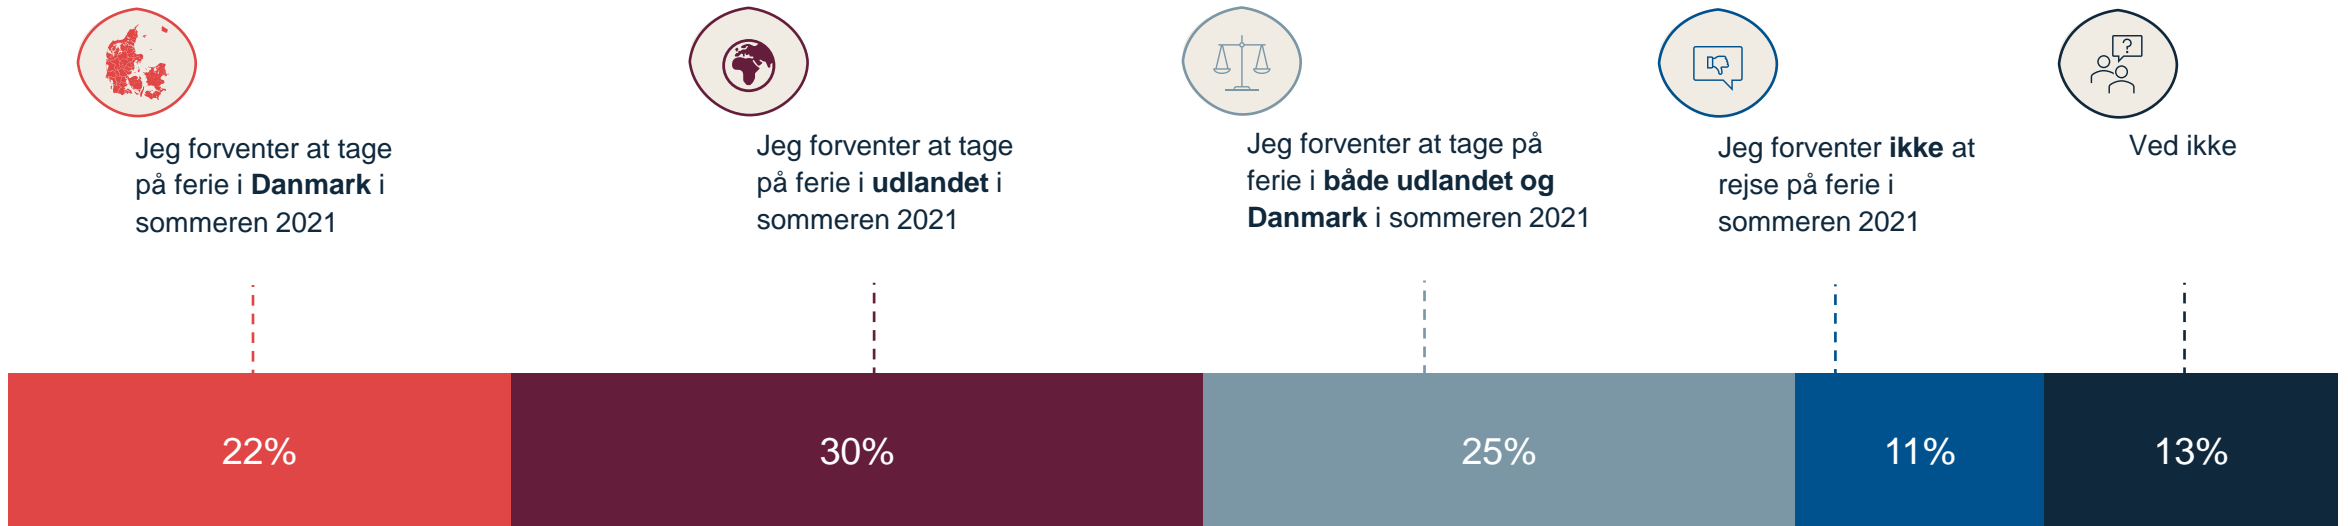 ?
Jeg forventer at tage
på ferie i Danmark i
sommeren 2021
Jeg forventer at tage
på ferie i udlandet i
sommeren 2021
Jeg forventer at tage på
ferie i både udlandet og
Danmark i sommeren 2021
Jeg forventer ikke at
rejse på ferie i
sommeren 2021
Ved ikke
22%
30%
25%
11%
13%